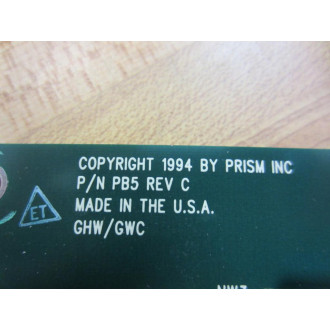 COPYRIGHT 1994 BY PRISM INC
P/N PB5 REV C
ET
MADE IN THE U.S.A.
GHW/GWC